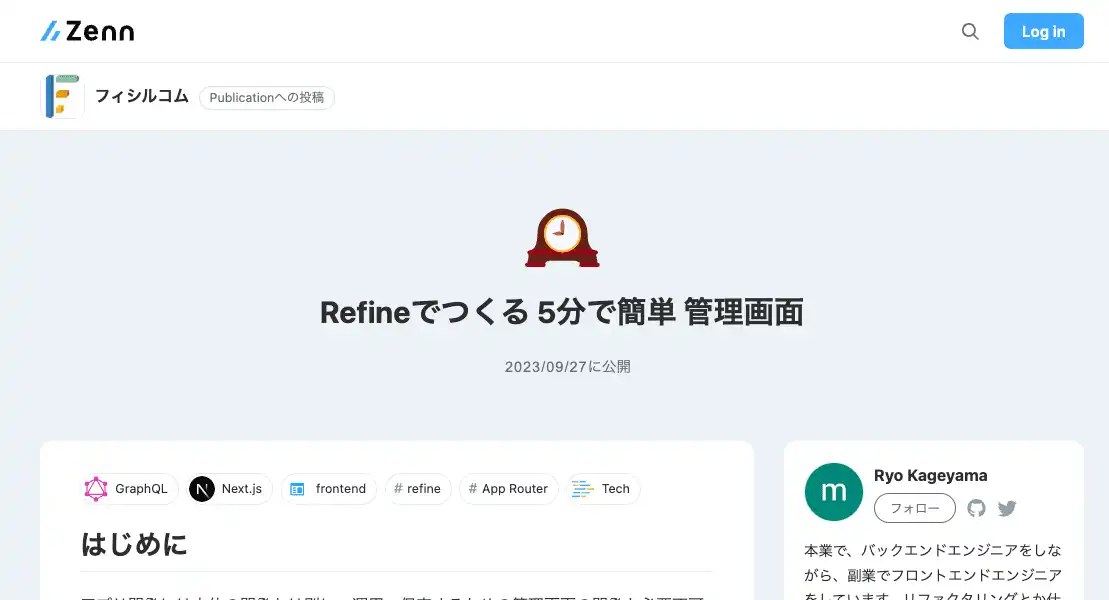 Zenn
Log in
フィシルコム
Publicationへの投稿
Refineでつくる 5分で簡単 管理画面
2023/09/27に公開
GraphQL
Next.js
frontend
# refine
# App Router
Tech
はじめに
m
Ryo Kageyama
フォロー
本業で、バックエンドエンジニアをしな
がら、副業でフロントエンドエンジニア
をしています。リファクタリングとか仕